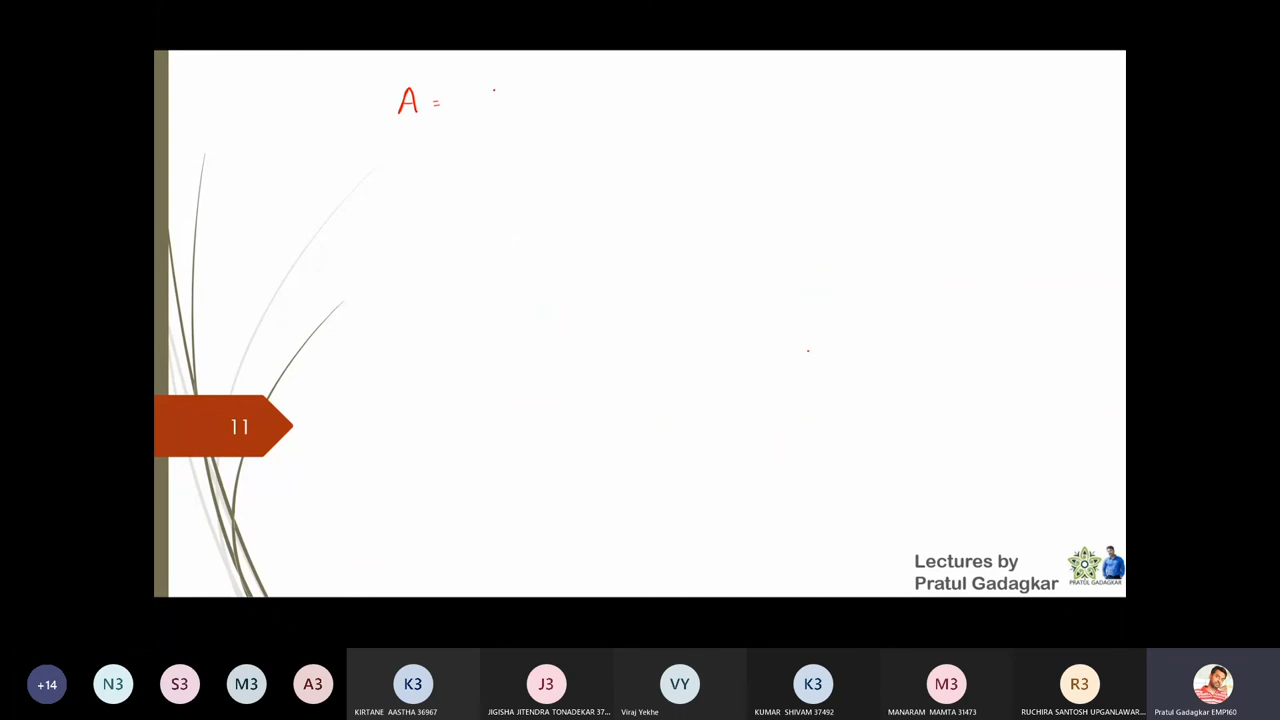 A =
11
Lectures by
Pratul Gadagkar
PRATUL GADAGKAR
+14
N3
S3
M3
A3
K3
J3
VY
K3
M3
R3
KIRTANE AASTHA 36967
JIGISHA JITENDRA TONADEKAR 37...
Viraj Yekhe
KUMAR SHIVAM 37492
MANARAM MAMTA 31473
RUCHIRA SANTOSH UPGANLAWAR...
Pratul Gadagkar EMP160